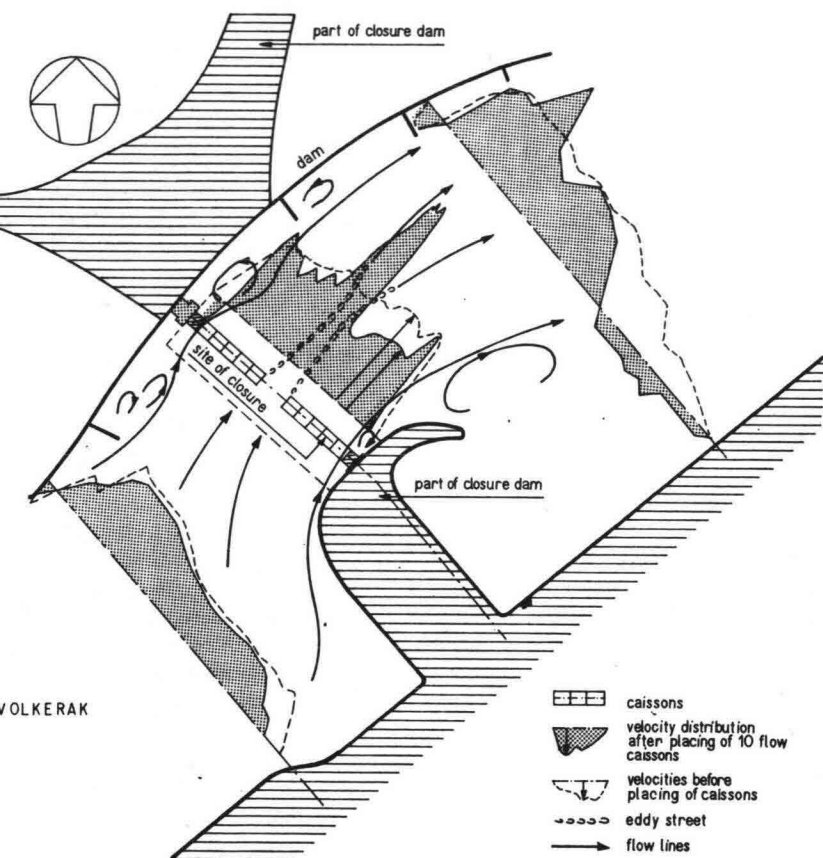 part of closure dam
dam
site of closure
part of closure dam
VOLKERAK
caissons
velocity distribution
after placing of 10 flow
caissons
velocities before
placing of caissons
eddy street
flow lines